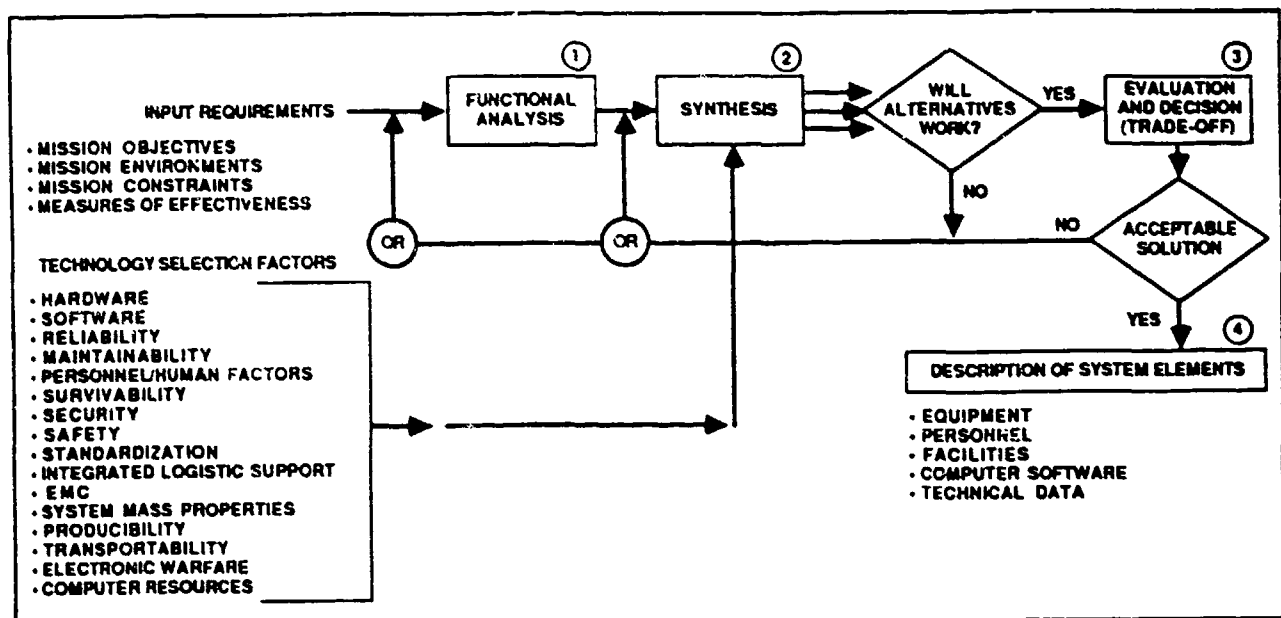 1
2
3
INPUT REQUIREMENTS
FUNCTIONAL
ANALYSIS
SYNTHESIS
WILL
ALTERNATIVES
WORK?
YES
EVALUATION
AND DECISION
(TRADE-OFF)
• MISSION OBJECTIVES
• MISSION ENVIRONMENTS
• MISSION CONSTRAINTS
• MEASURES OF EFFECTIVENESS
NO
OR
OR
NO
ACCEPTABLE
SOLUTION
YES
4
TECHNOLOGY SELECTION FACTORS
• HARDWARE
• SOFTWARE
• RELIABILITY
• MAINTAINABILITY
• PERSONNEL/HUMAN FACTORS
• SURVIVABILITY
• SECURITY
• SAFETY
• STANDARDIZATION
• INTEGRATED LOGISTIC SUPPORT
• EMC
• SYSTEM MASS PROPERTIES
• PRODUCIBILITY
• TRANSPORTABILITY
• ELECTRONIC WARFARE
• COMPUTER RESOURCES
DESCRIPTION OF SYSTEM ELEMENTS
• EQUIPMENT
• PERSONNEL
• FACILITIES
• COMPUTER SOFTWARE
• TECHNICAL DATA